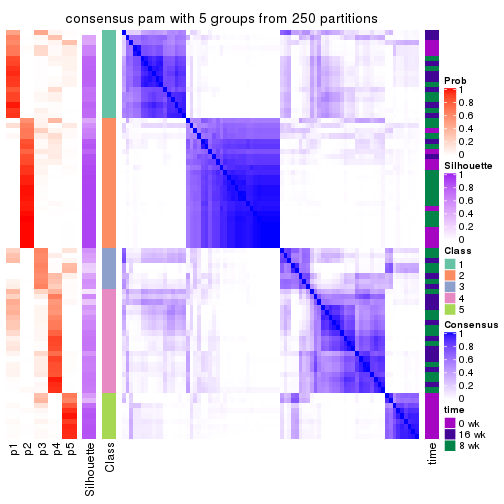 consensus pam with 5 groups from 250 partitions
Prob
1
0.8
0.6
0.4
0.2
0
Silhouette
1
0.8
0.6
0.4
0.2
0
Class
1
2
3
4
5
Consensus
1
0.8
0.6
0.4
0.2
0
time
0 wk
16 wk
8 wk
p1
p2
p3
p4
p5
Silhouette
Class
time